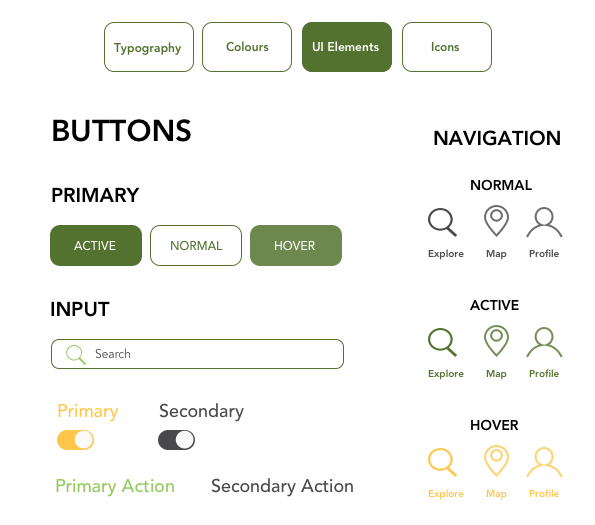 Typography
Colours
UI Elements
Icons
BUTTONS
PRIMARY
ACTIVE
NORMAL
HOVER
INPUT
Search
Primary
Secondary
Primary Action
Secondary Action
NAVIGATION
NORMAL
Explore
Map
Profile
ACTIVE
Explore
Map
Profile
HOVER
Explore
Map
Profile